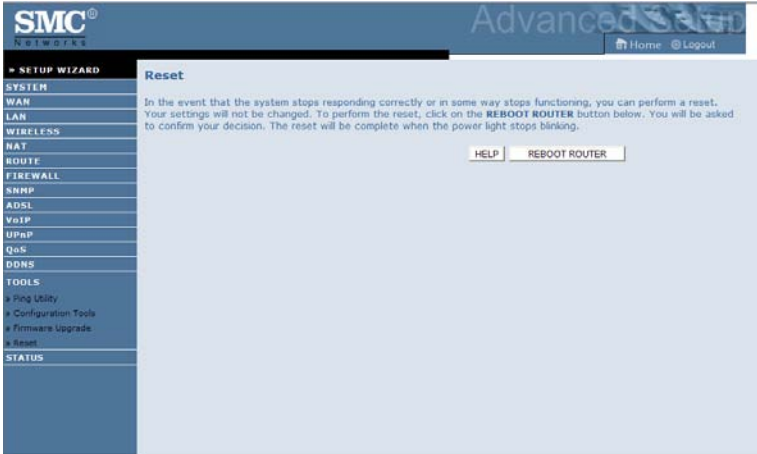 SMC®
Networks
Advanced Setup
Home Logout
» SETUP WIZARD
SYSTEM
WAN
LAN
WIRELESS
NAT
ROUTE
FIREWALL
SNMP
ADSL
VoIP
UPnP
QoS
DDNS
TOOLS
» Ping Utility
» Configuration Tools
» Firmware Upgrade
» Reset
STATUS
Reset
In the event that the system stops responding correctly or in some way stops functioning, you can perform a reset.
Your settings will not be changed. To perform the reset, click on the REBOOT ROUTER button below. You will be asked
to confirm your decision. The reset will be complete when the power light stops blinking.
HELP REBOOT ROUTER